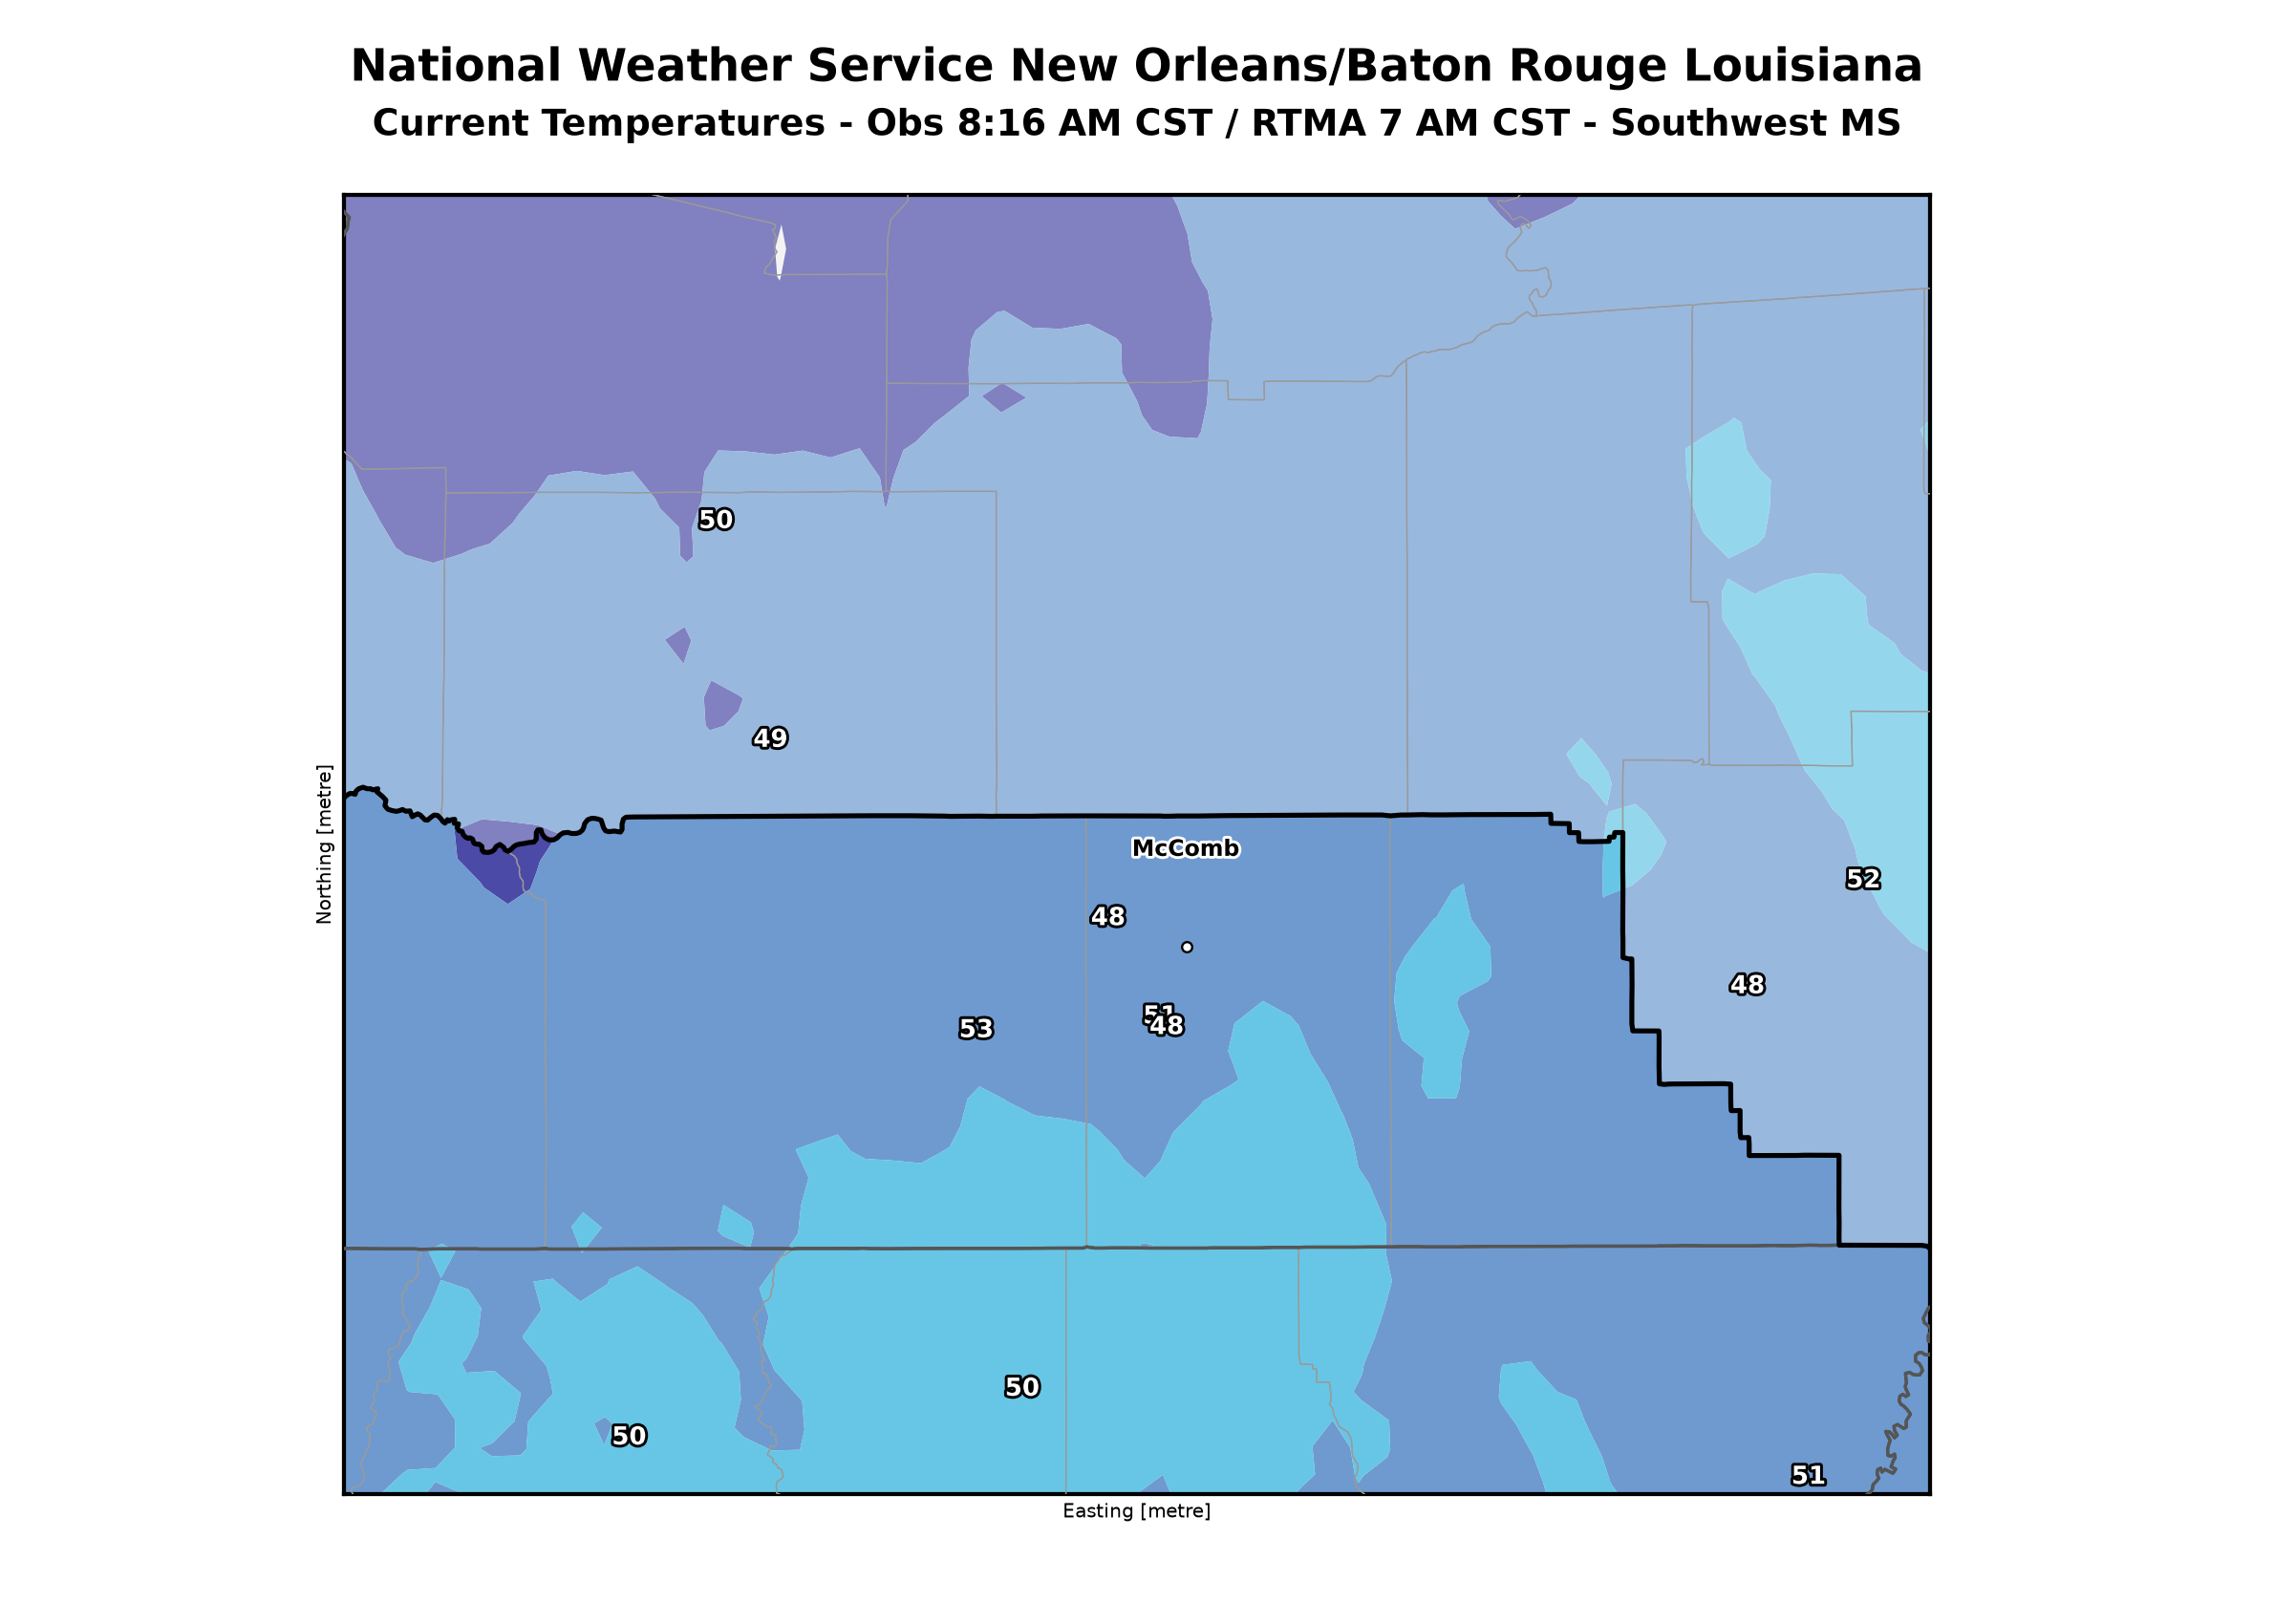 National Weather Service New Orleans/Baton Rouge Louisiana
Current Temperatures - Obs 8:16 AM CST / RTMA 7 AM CST - Southwest MS
50
49
McComb
52
48
48
51
48
53
50
50
51
Northing [metre]
Easting [metre]